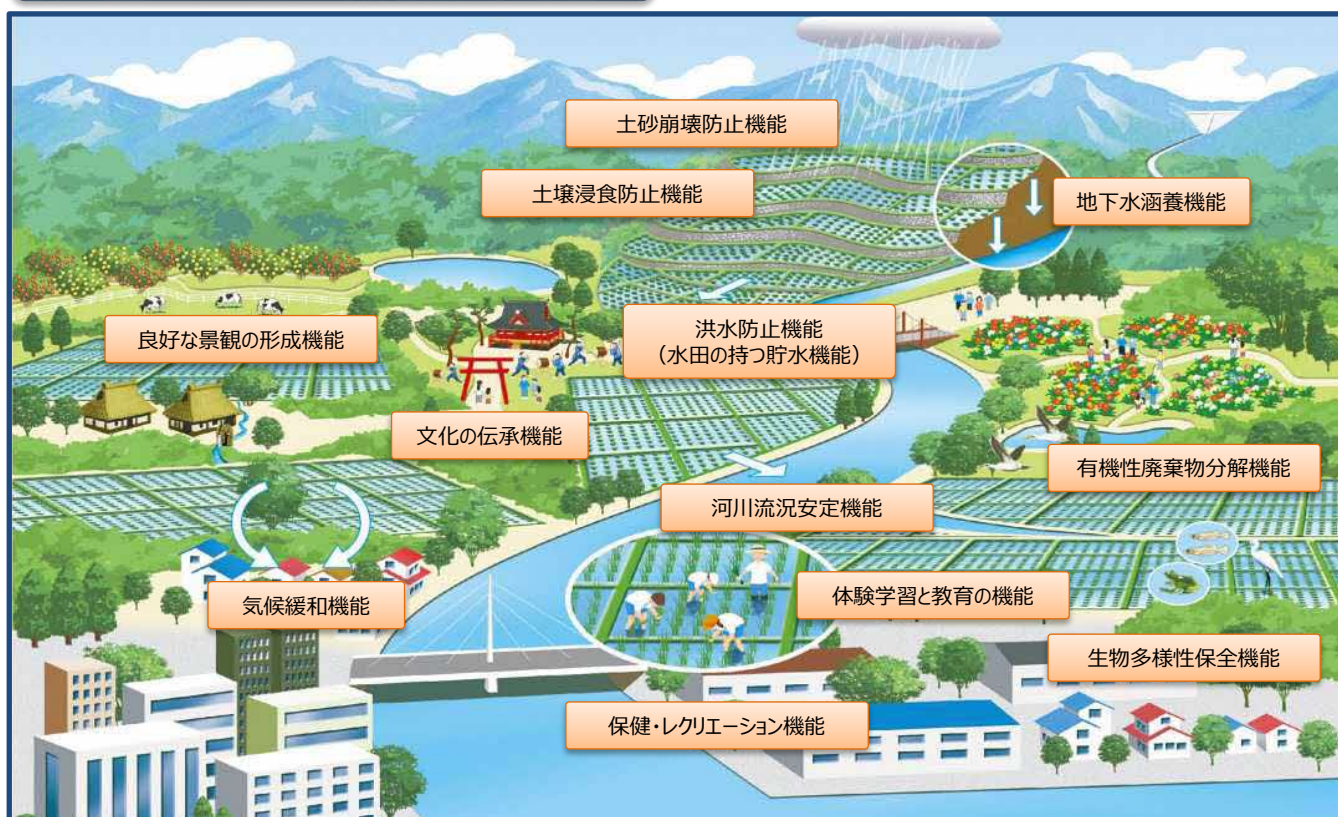 土砂崩壊防止機能
土壌浸食防止機能
地下水涵養機能
良好な景観の形成機能
洪水防止機能
（水田の持つ貯水機能）
文化の伝承機能
有機性廃棄物分解機能
河川流況安定機能
気候緩和機能
体験学習と教育の機能
生物多様性保全機能
保健・レクリエーション機能